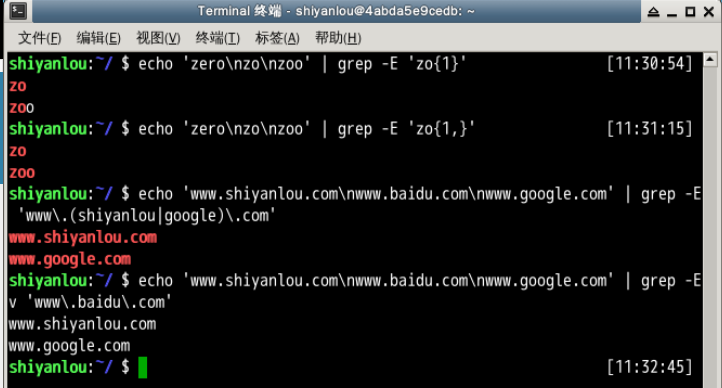 Terminal 终端 - shiyanlou@4abda5e9cedb: ~
文件(F) 编辑(E) 视图(V) 终端(T) 标签(A) 帮助(H)
shiyanlou:~/ $ echo 'zero\nzo\nzoo' | grep -E 'zo{1}' [11:30:54]
zo
zoo
shiyanlou:~/ $ echo 'zero\nzo\nzoo' | grep -E 'zo{1,}' [11:31:15]
zo
zoo
shiyanlou:~/ $ echo 'www.shiyanlou.com\nwww.baidu.com\nwww.google.com' | grep -E
 'www\.(shiyanlou|google)\.com'
www.shiyanlou.com
www.google.com
shiyanlou:~/ $ echo 'www.shiyanlou.com\nwww.baidu.com\nwww.google.com' | grep -E
v 'www\.baidu\.com'
www.shiyanlou.com
www.google.com
shiyanlou:~/ $ [11:32:45]